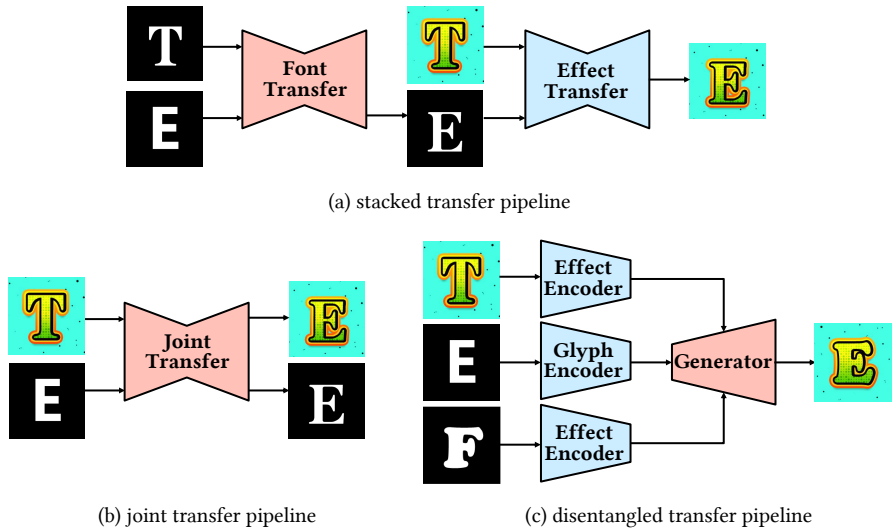 T
Font
Transfer
E
T
E
Effect
Transfer
E
(a) stacked transfer pipeline
T
E
Joint
Transfer
E
E
(b) joint transfer pipeline
T
Effect
Encoder
E
Glyph
Encoder
F
Effect
Encoder
Generator
E
(c) disentangled transfer pipeline